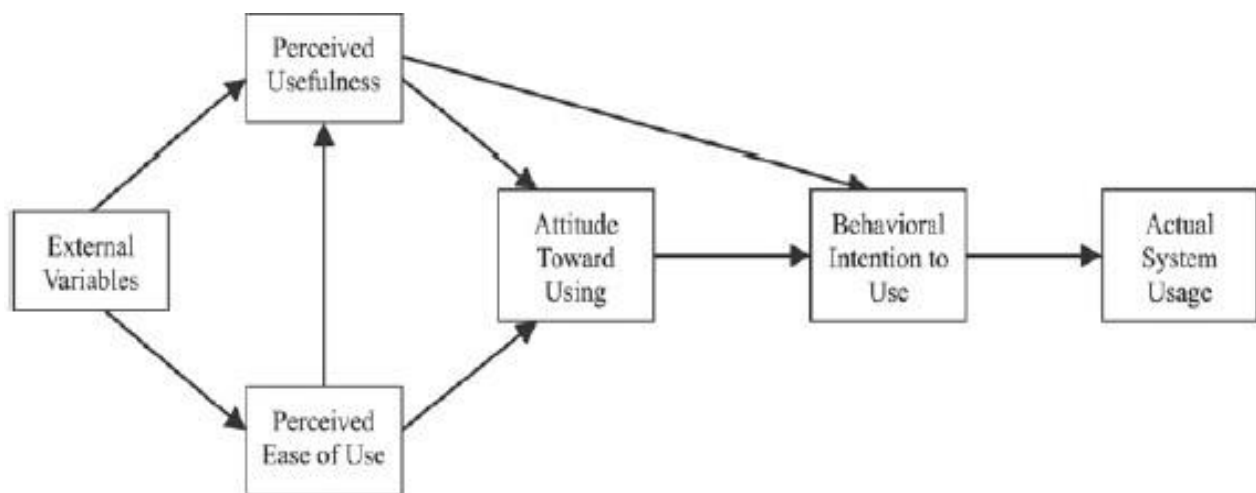 Perceived
Usefulness
External
Variables
Perceived
Ease of Use
Attitude
Toward
Using
Behavioral
Intention to
Use
Actual
System
Usage